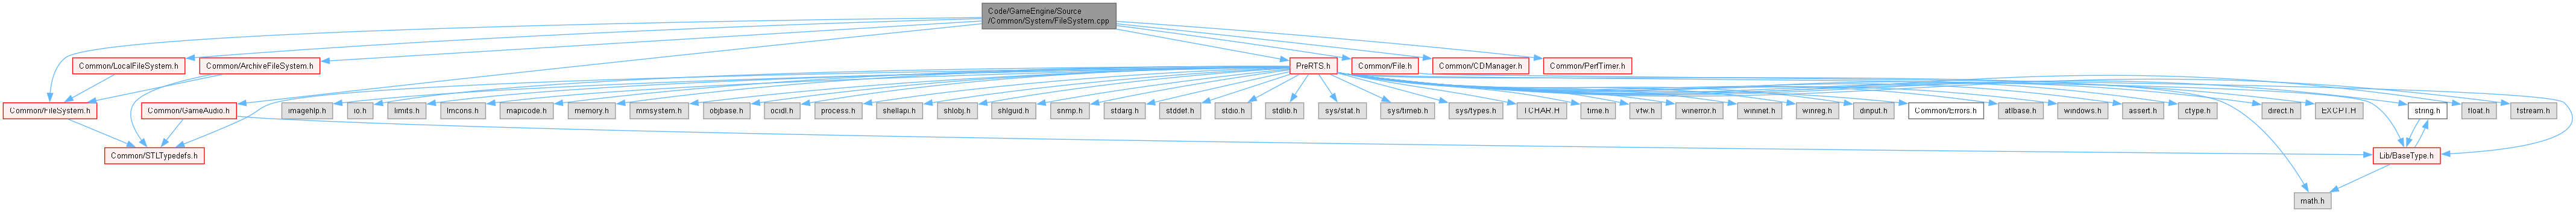 Code/GameEngine/Source
/Common/System/FileSystem.cpp
Common/LocalFileSystem.h
Common/ArchiveFileSystem.h
PreRTS.h
Common/File.h
Common/CDManager.h
Common/PerfTimer.h
Common/FileSystem.h
Common/GameAudio.h
imagehlp.h
io.h
limits.h
lmcons.h
mapicode.h
memory.h
mmsystem.h
objbase.h
ocidl.h
process.h
shellapi.h
shlobj.h
shlguid.h
snmp.h
stdarg.h
stddef.h
stdio.h
stdlib.h
sys/stat.h
sys/timeb.h
sys/types.h
TCHAR.H
time.h
vfw.h
winerror.h
wininet.h
winreg.h
dinput.h
Common/Errors.h
atlbase.h
windows.h
assert.h
ctype.h
direct.h
EXCPT.H
string.h
float.h
fstream.h
Common/STLTypedefs.h
Lib/BaseType.h
math.h